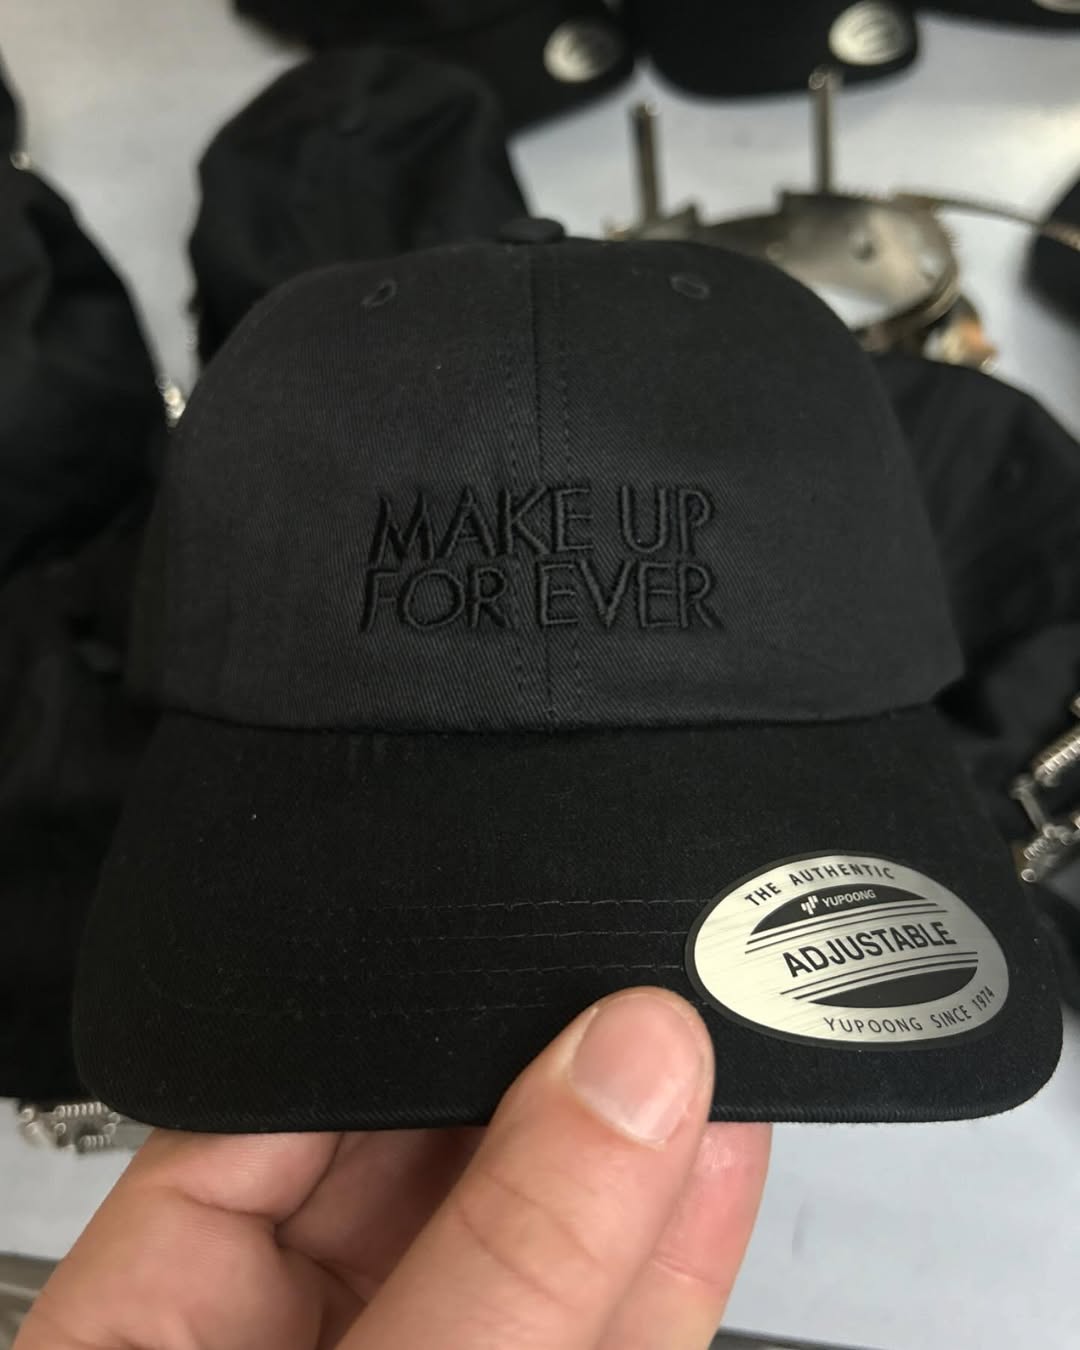 MAKE UP
FOR EVER
THE AUTHENTIC
YUPOONG
ADJUSTABLE
YUPOONG SINCE 1974